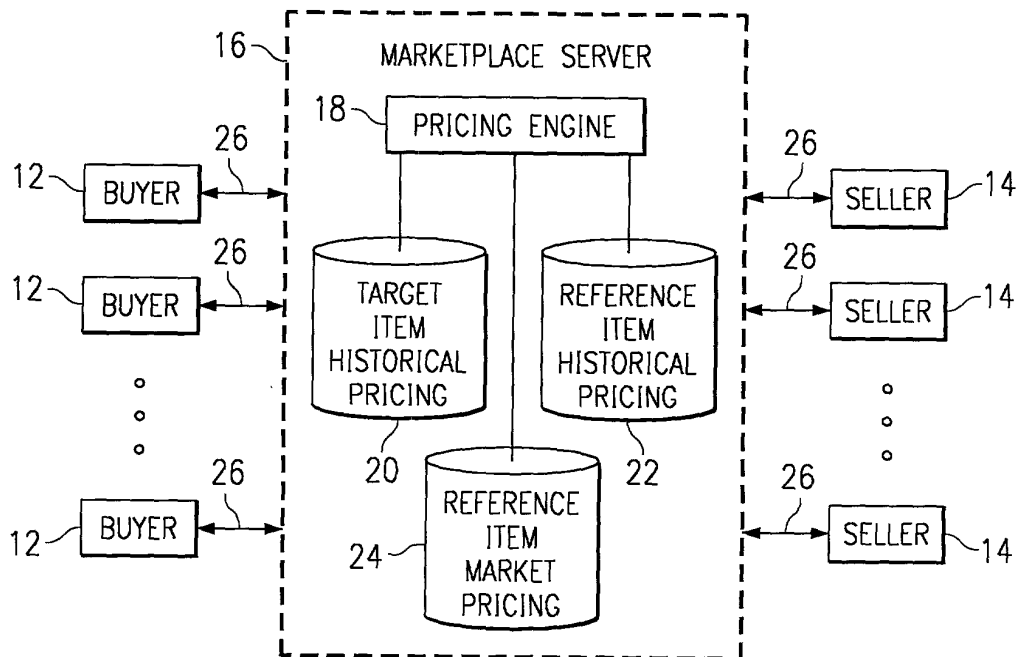 16
MARKETPLACE SERVER
18
PRICING ENGINE
12
BUYER
26
26
SELLER
14
12
BUYER
26
TARGET
ITEM
HISTORICAL
PRICING
20
REFERENCE
ITEM
HISTORICAL
PRICING
22
26
SELLER
14
12
BUYER
26
24
REFERENCE
ITEM
MARKET
PRICING
26
SELLER
14